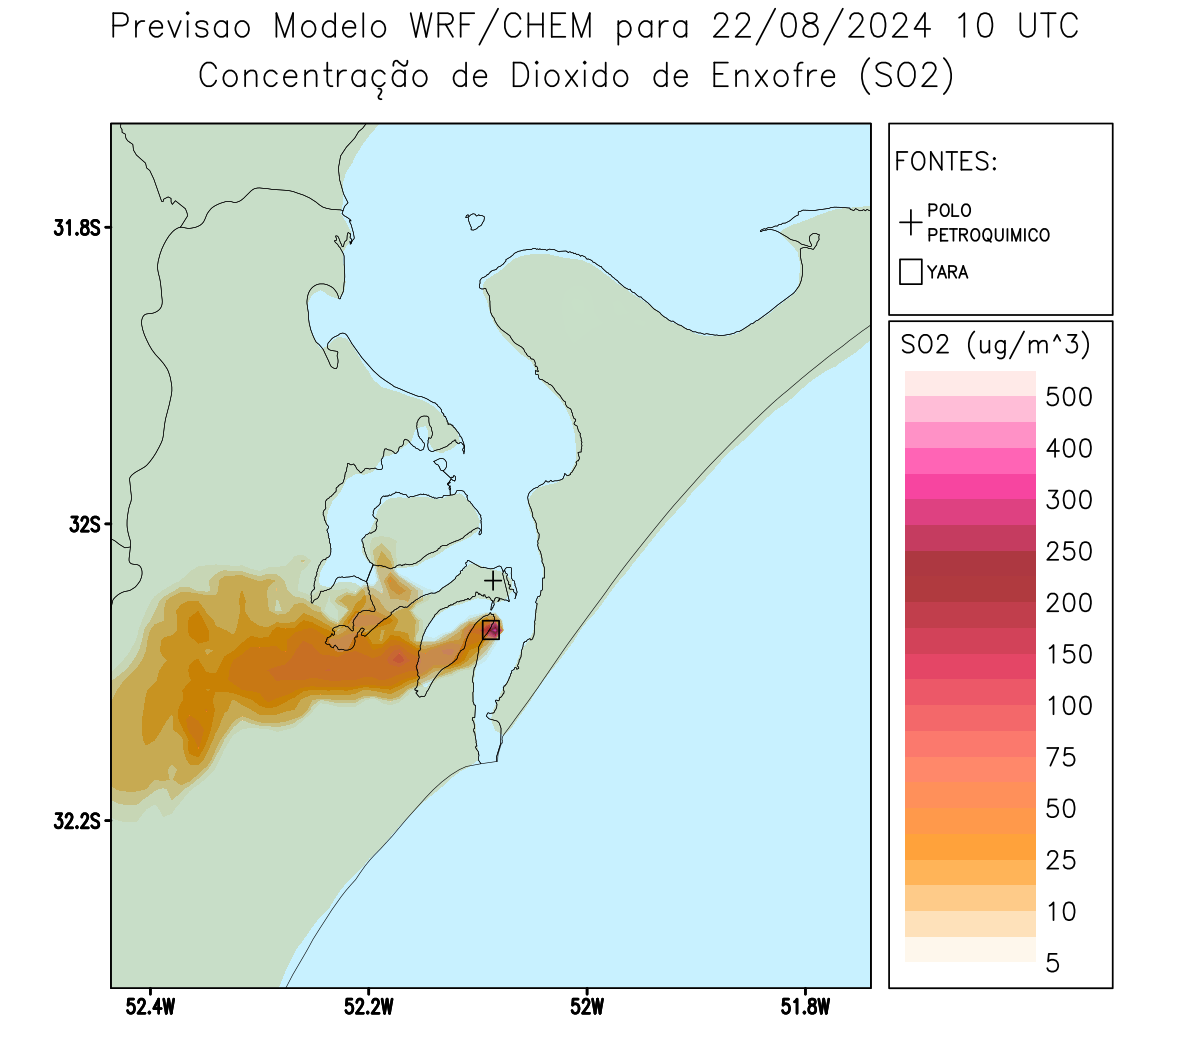 Previsao Modelo WRF/CHEM para 22/08/2024 10 UTC
Concentração de Dioxido de Enxofre (SO2)
FONTES:
POLO
PETROQUIMICO
YARA
SO2 (ug/m^3)
500
400
300
250
200
150
100
75
50
25
10
5
31.8S
32S
32.2S
52.4W
52.2W
52W
51.8W